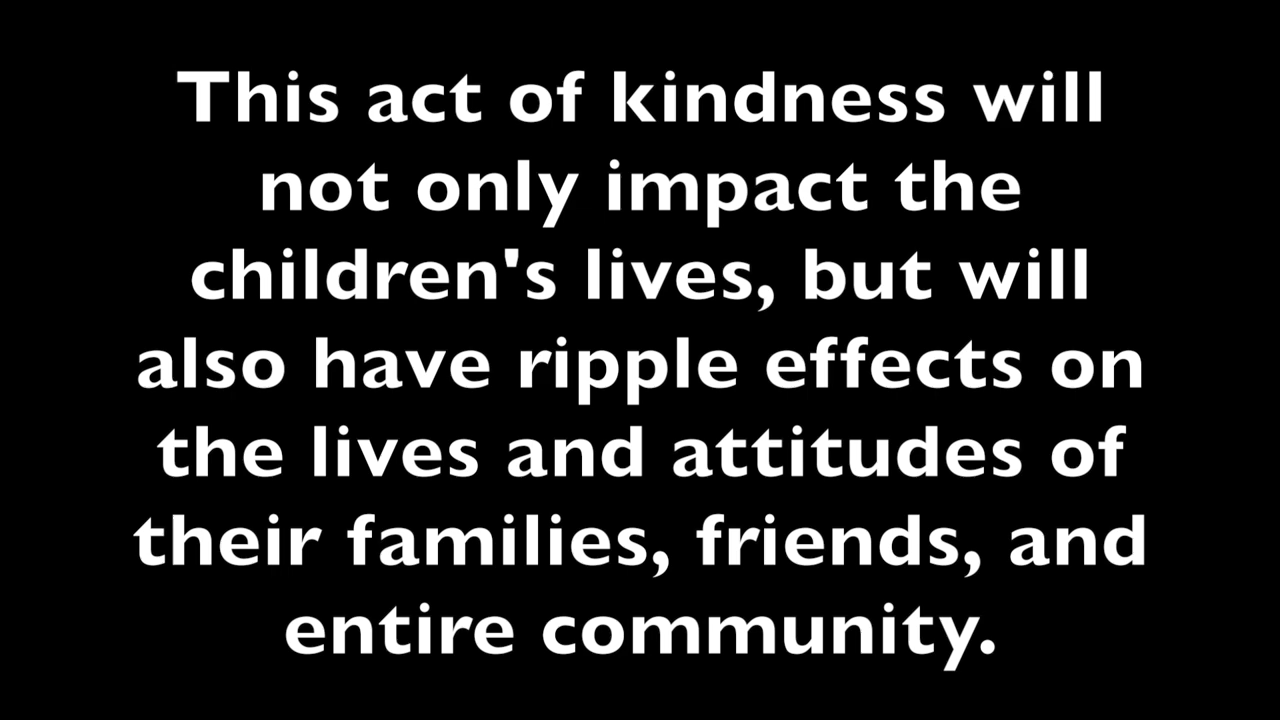 This act of kindness will
not only impact the
children's lives, but will
also have ripple effects on
the lives and attitudes of
their families, friends, and
entire community.